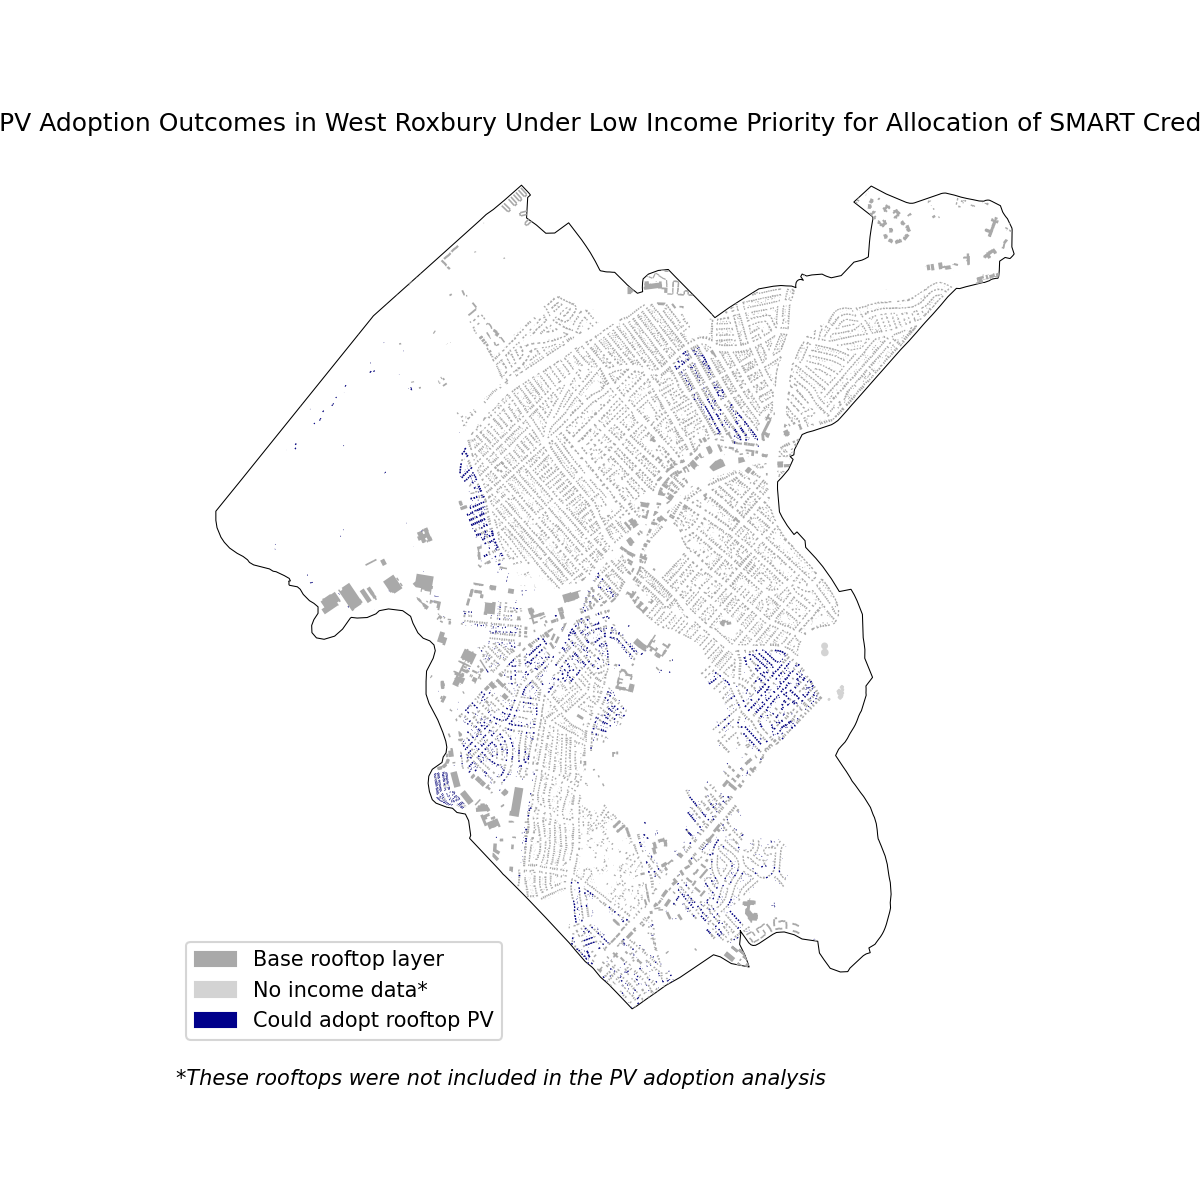 PV Adoption Outcomes in West Roxbury Under Low Income Priority for Allocation of SMART Cred
Base rooftop layer
No income data*
Could adopt rooftop PV
*These rooftops were not included in the PV adoption analysis